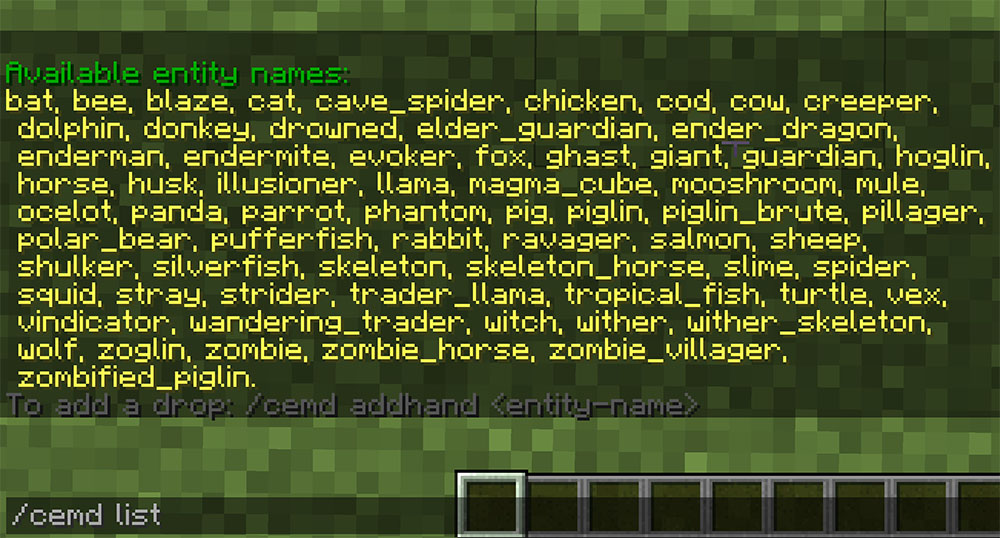 Available entity names:
bat, bee, blaze, cat, cave_spider, chicken, cod, cow, creeper,
dolphin, donkey, drowned, elder_guardian, ender_dragon,
enderman, endermite, evoker, fox, ghast, giant, guardian, hoglin,
horse, husk, illusioner, llama, magma_cube, mooshroom, mule,
ocelot, panda, parrot, phantom, pig, piglin, piglin_brute, pillager,
polar_bear, pufferfish, rabbit, ravager, salmon, sheep,
shulker, silverfish, skeleton, skeleton_horse, slime, spider,
squid, stray, strider, trader_llama, tropical_fish, turtle, vex,
vindicator, wandering_trader, witch, wither, wither_skeleton,
wolf, zoglin, zombie, zombie_horse, zombie_villager,
zombified_piglin.
To add a drop: /cemd addhand <entity-name>
/cemd list